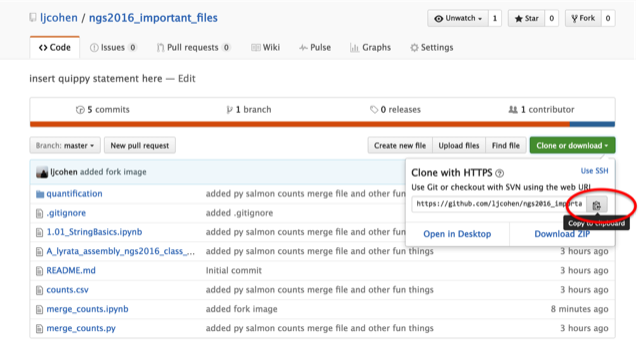 ljcohen / ngs2016_important_files
Unwatch 1 Star 0 Fork 0
Code Issues 0 Pull requests 0 Wiki Pulse Graphs Settings
insert quippy statement here — Edit
5 commits 1 branch 0 releases 1 contributor
Branch: master New pull request Create new file Upload files Find file Clone or download
ljcohen added fork image
Clone with HTTPS Use SSH
Use Git or checkout with SVN using the web URL
https://github.com/ljcohen/ngs2016_importa
Copy to clipboard
Open in Desktop Download ZIP
quantification added py salmon counts merge file and other fun
.gitignore added .gitignore
1.01_StringBasics.ipynb added py salmon counts merge file and other fun
A_lyrata_assembly_ngs2016_class_... added py salmon counts merge file and other fun things 3 hours ago
README.md Initial commit 3 hours ago
counts.csv added py salmon counts merge file and other fun things 3 hours ago
merge_counts.ipynb added fork image 8 minutes ago
merge_counts.py added py salmon counts merge file and other fun things 3 hours ago